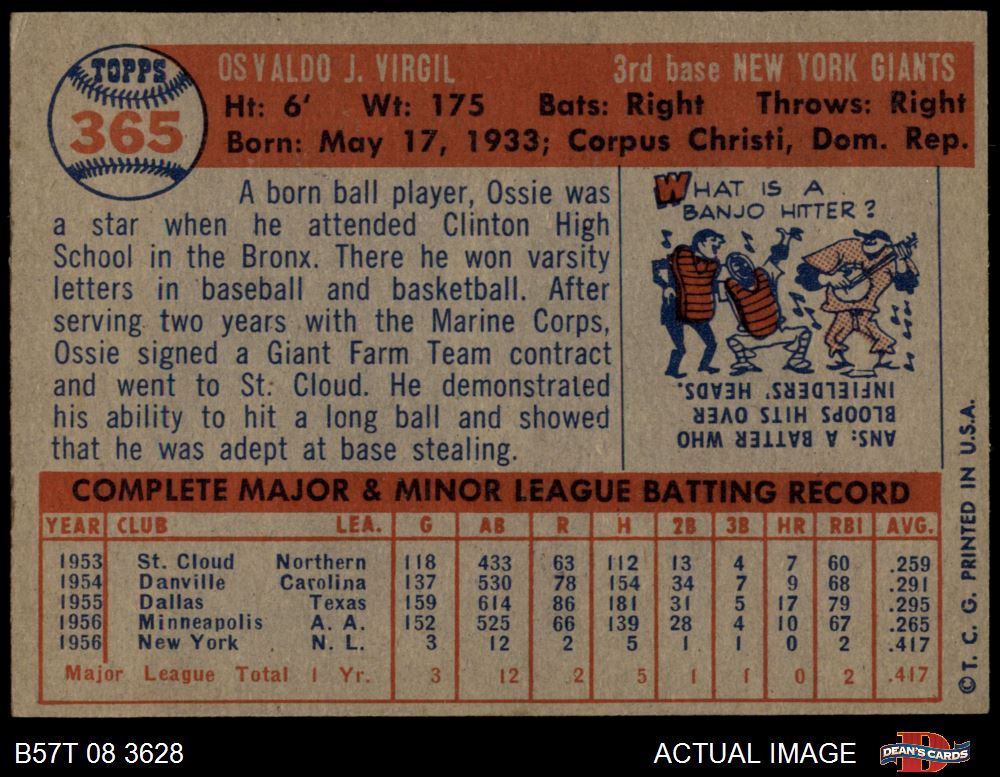 TOPPS
365
OSVALDO J. VIRGIL 3rd base NEW YORK GIANTS
Ht: 6' Wt: 175 Bats: Right Throws: Right
Born: May 17, 1933; Corpus Christi, Dom. Rep.
A born ball player, Ossie was
a star when he attended Clinton High
School in the Bronx. There he won varsity
letters in baseball and basketball. After
serving two years with the Marine Corps,
Ossie signed a Giant Farm Team contract
and went to St. Cloud. He demonstrated
his ability to hit a long ball and showed
that he was adept at base stealing.
WHAT IS A
BANJO HITTER?
ANS: A BATTER WHO
BLOOPS HITS OVER
INFIELDERS' HEADS.
COMPLETE MAJOR & MINOR LEAGUE BATTING RECORD
YEAR CLUB LEA. G AB R H 2B 3B HR RBI AVG.
1953 St. Cloud Northern 118 433 63 112 13 4 7 60 .259
1954 Danville Carolina 137 530 78 154 34 7 9 68 .291
1955 Dallas Texas 159 614 86 181 31 5 17 79 .295
1956 Minneapolis A. A. 152 525 66 139 28 4 10 67 .265
1956 New York N. L. 3 12 2 5 1 1 0 2 .417
Major League Total 1 Yr. 3 12 2 5 1 1 0 2 .417
© T. C. G. PRINTED IN U.S.A.
B57T 08 3628 ACTUAL IMAGE
DEAN'S CARDS